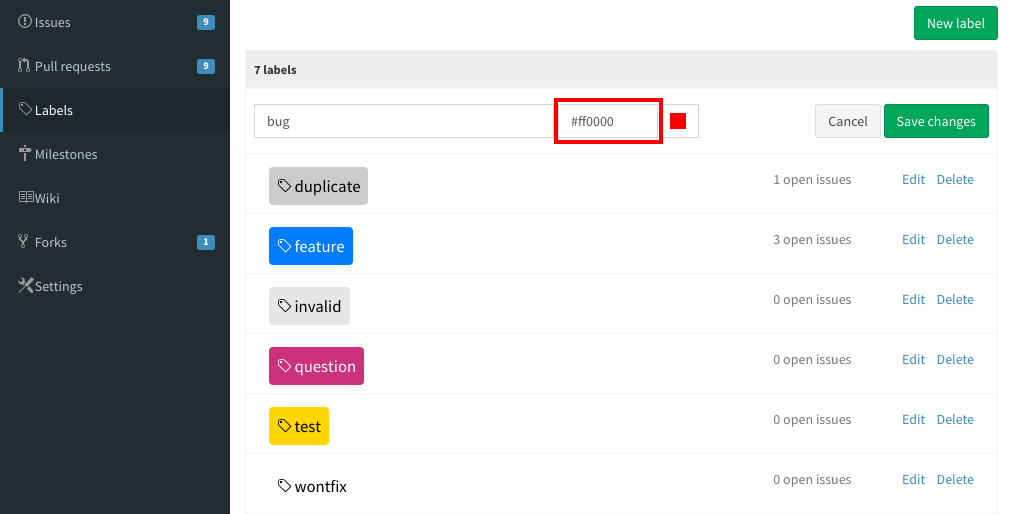 Issues 9
Pull requests 9
Labels
Milestones
Wiki
Forks 1
Settings
New label
7 labels
bug #ff0000 Cancel Save changes
duplicate 1 open issues Edit Delete
feature 3 open issues Edit Delete
invalid 0 open issues Edit Delete
question 0 open issues Edit Delete
test 0 open issues Edit Delete
wontfix 0 open issues Edit Delete